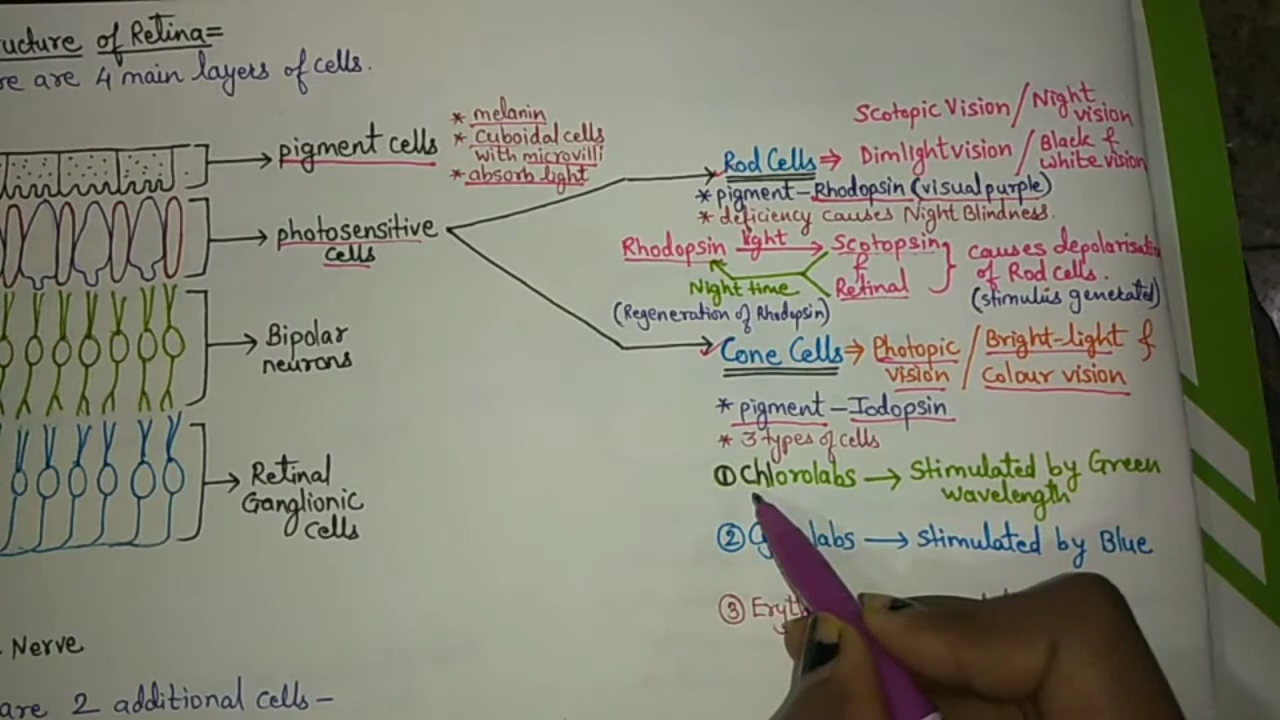 ucture of Retina=
re are 4 main layers of cells.
pigment cells
* melanin
* Cuboidal cells
with microvilli
* absorb light
photosensitive
cells
Bipolar
neurons
Retinal
Ganglionic
Cells
Nerve
are 2 additional cells-
Scotopic Vision / Night
vision
Rod Cells ⇒ Dimlight vision / Black &
white vision
* pigment - Rhodopsin (visual purple)
* deficiency causes Night Blindness.
Rhodopsin light → Scotopsin
&
Retinal
Night time
(Regeneration of Rhodopsin)
causes depolarisatio
of Rod cells.
(stimulus generated)
Cone Cells ⇒ Photopic
vision / Bright-light &
Colour vision
* pigment - Iodopsin
* 3 types of cells
① Chlorolabs → Stimulated by Green
wavelength
② labs → Stimulated by Blue
③ Eryth